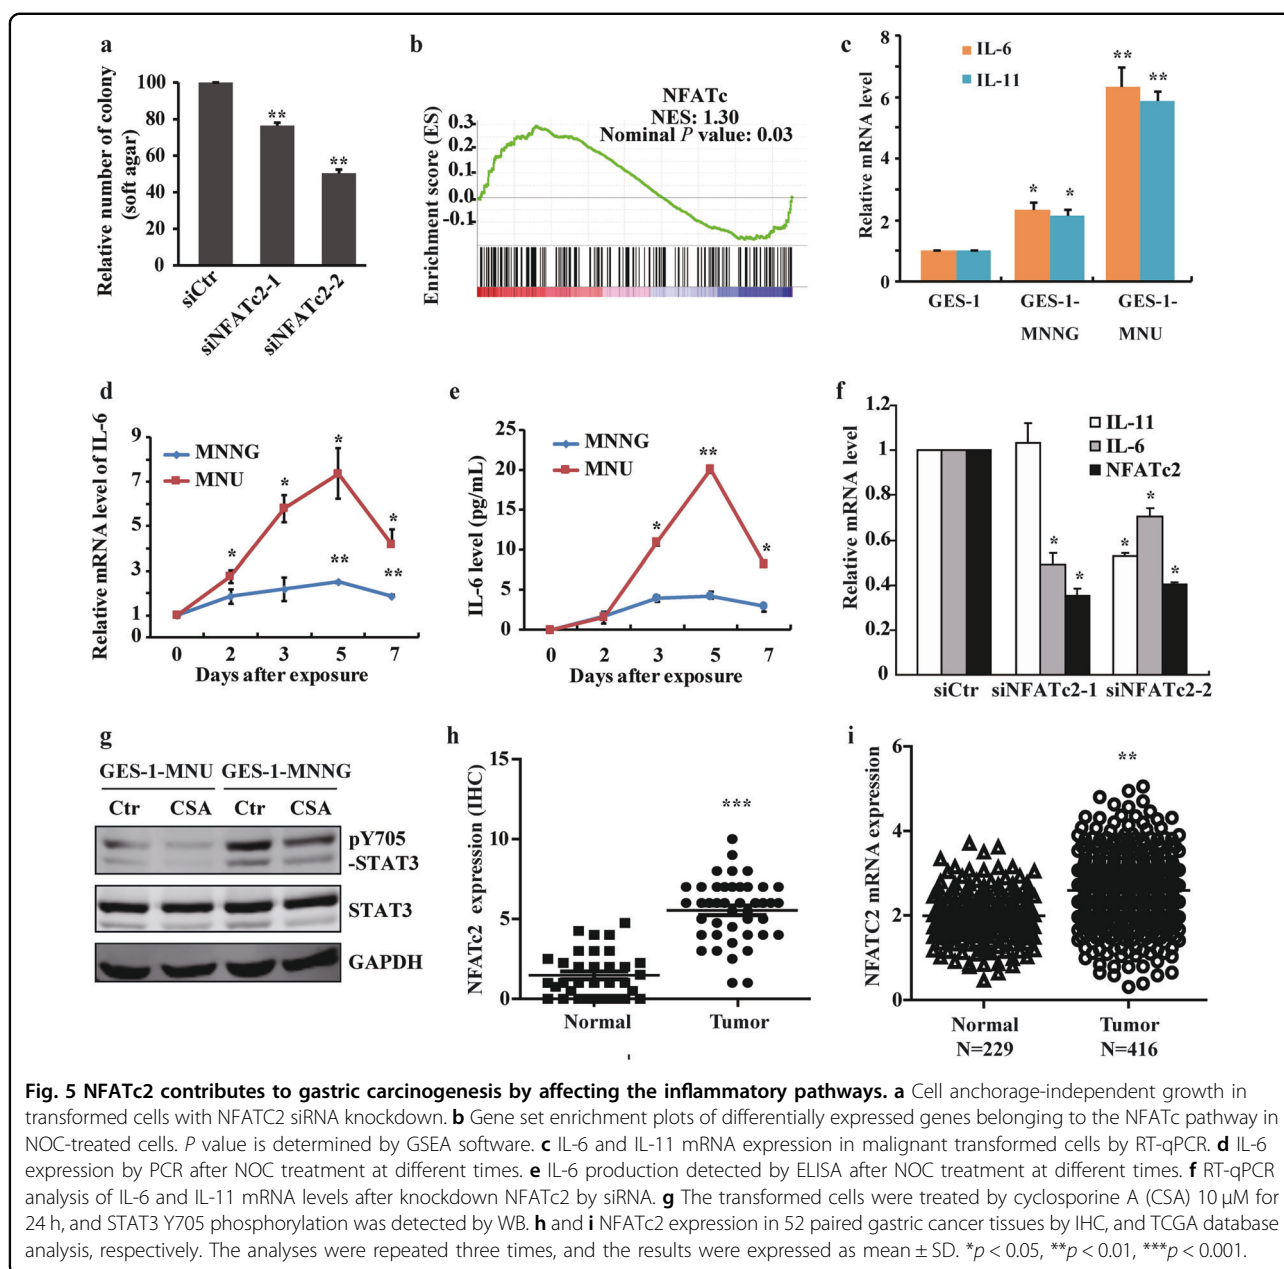 a
Relative number of colony
(soft agar)
100
80
60
40
20
0
**
**
siCtr
siNFATc2-1
siNFATc2-2
b
NFATc
NES: 1.30
Nominal P value: 0.03
Enrichment score (ES)
0.3
0.2
0.1
0.0
-0.1
c
IL-6
IL-11
Relative mRNA level
8
6
4
2
0
*
*
**
**
GES-1
GES-1-
MNNG
GES-1-
MNU
d
Relative mRNA level of IL-6
9
7
5
3
1
MNNG
MNU
*
*
*
*
**
**
0
2
3
5
7
Days after exposure
e
IL-6 level (pg/mL)
25
20
15
10
5
0
MNNG
MNU
*
**
*
0
2
3
5
7
Days after exposure
f
Relative mRNA level
1.2
1
0.8
0.6
0.4
0.2
0
IL-11
IL-6
NFATc2
*
*
*
*
*
siCtr
siNFATc2-1
siNFATc2-2
g
GES-1-MNU GES-1-MNNG
Ctr CSA Ctr CSA
pY705
-STAT3
STAT3
GAPDH
h
NFATc2 expression (IHC)
15
10
5
0
***
Normal
Tumor
i
NFATC2 mRNA expression
6
4
2
0
**
Normal
N=229
Tumor
N=416
Fig. 5 NFATc2 contributes to gastric carcinogenesis by affecting the inflammatory pathways. a Cell anchorage-independent growth in
transformed cells with NFATC2 siRNA knockdown. b Gene set enrichment plots of differentially expressed genes belonging to the NFATc pathway in
NOC-treated cells. P value is determined by GSEA software. c IL-6 and IL-11 mRNA expression in malignant transformed cells by RT-qPCR. d IL-6
expression by PCR after NOC treatment at different times. e IL-6 production detected by ELISA after NOC treatment at different times. f RT-qPCR
analysis of IL-6 and IL-11 mRNA levels after knockdown NFATc2 by siRNA. g The transformed cells were treated by cyclosporine A (CSA) 10 μM for
24 h, and STAT3 Y705 phosphorylation was detected by WB. h and i NFATc2 expression in 52 paired gastric cancer tissues by IHC, and TCGA database
analysis, respectively. The analyses were repeated three times, and the results were expressed as mean ± SD. *p < 0.05, **p < 0.01, ***p < 0.001.